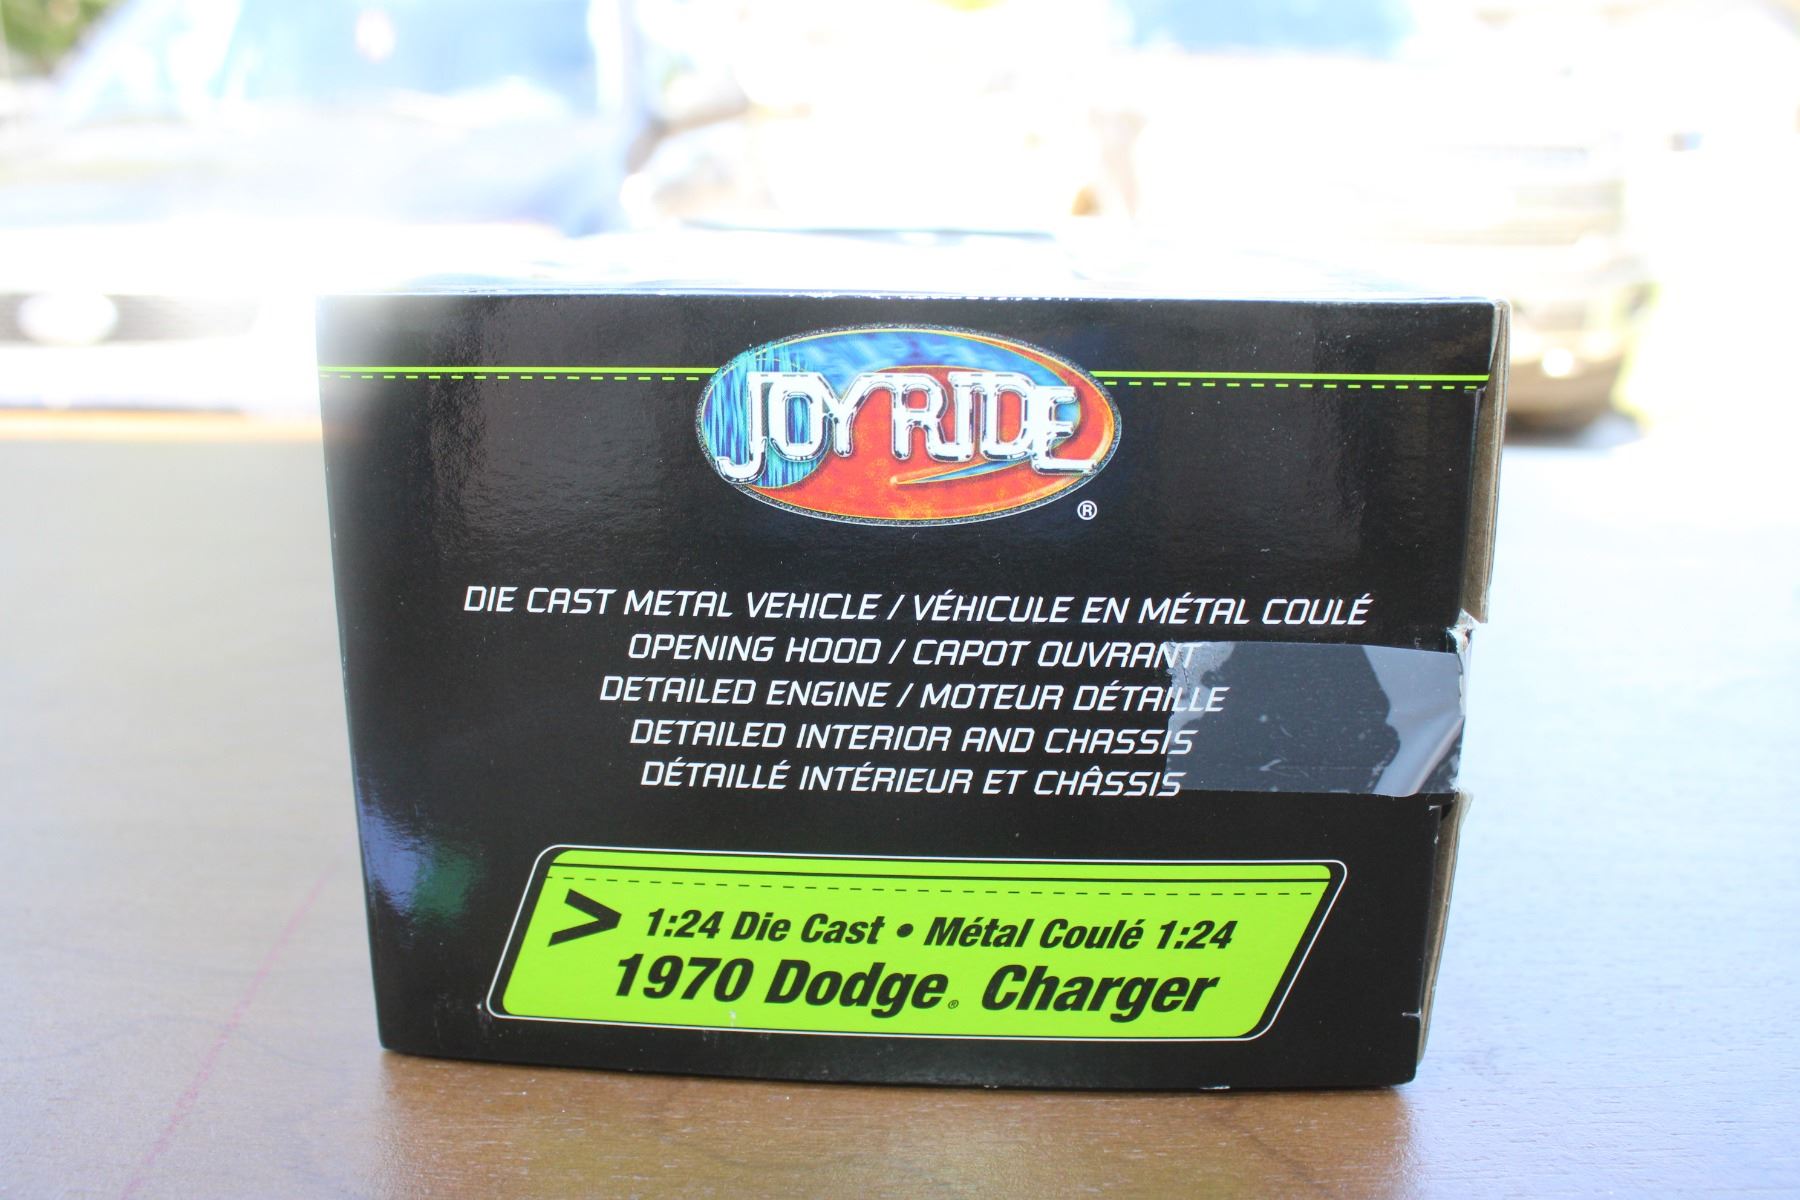 JOYRIDE
®
DIE CAST METAL VEHICLE / VÉHICULE EN MÉTAL COULÉ
OPENING HOOD / CAPOT OUVRANT
DETAILED ENGINE / MOTEUR DÉTAILLE
DETAILED INTERIOR AND CHASSIS
DÉTAILLÉ INTÉRIEUR ET CHÂSSIS
> 1:24 Die Cast • Métal Coulé 1:24
1970 Dodge® Charger